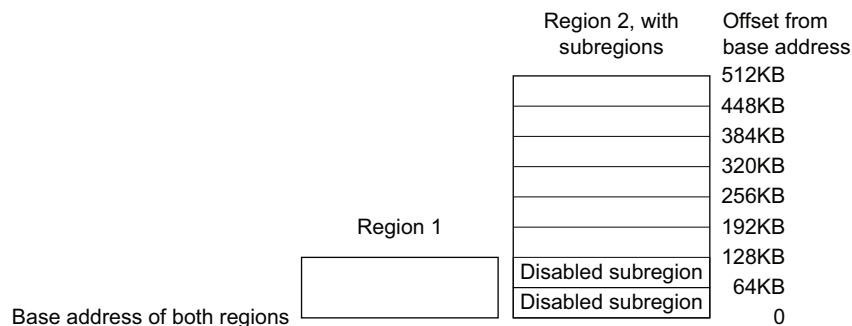 Region 2, with
subregions
Offset from
base address
512KB
448KB
384KB
320KB
256KB
Region 1
192KB
128KB
Disabled subregion
64KB
Disabled subregion
Base address of both regions
0